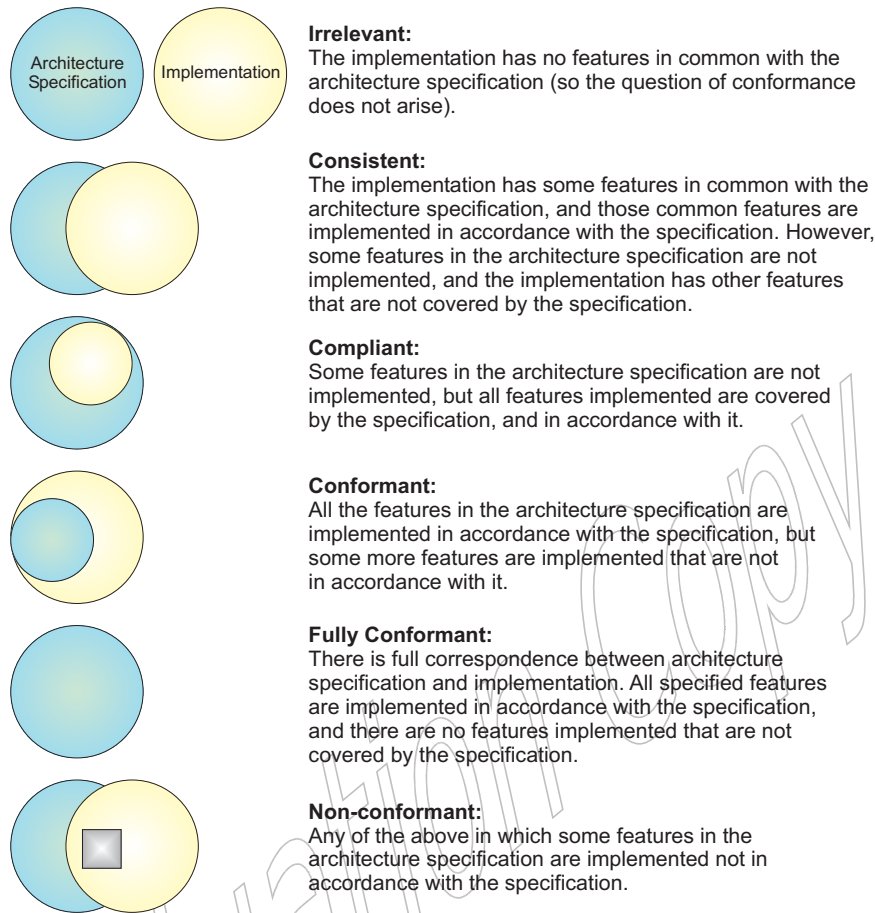 Architecture
Specification
Implementation
Irrelevant:
The implementation has no features in common with the
architecture specification (so the question of conformance
does not arise).
Consistent:
The implementation has some features in common with the
architecture specification, and those common features are
implemented in accordance with the specification. However,
some features in the architecture specification are not
implemented, and the implementation has other features
that are not covered by the specification.
Compliant:
Some features in the architecture specification are not
implemented, but all features implemented are covered
by the specification, and in accordance with it.
Conformant:
All the features in the architecture specification are
implemented in accordance with the specification, but
some more features are implemented that are not
in accordance with it.
Fully Conformant:
There is full correspondence between architecture
specification and implementation. All specified features
are implemented in accordance with the specification,
and there are no features implemented that are not
covered by the specification.
Non-conformant:
Any of the above in which some features in the
architecture specification are implemented not in
accordance with the specification.
Copy